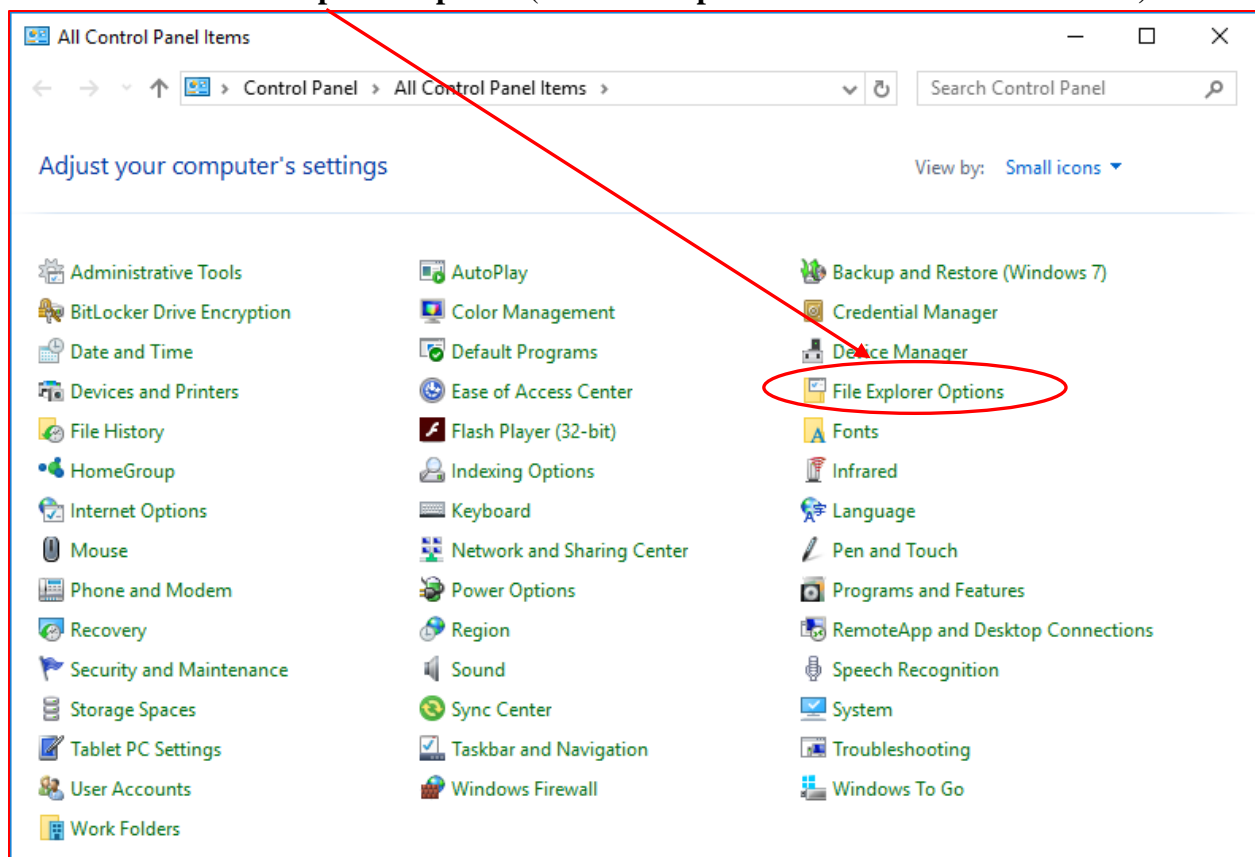 All Control Panel Items
Control Panel › All Control Panel Items ›
Search Control Panel
Adjust your computer's settings
View by: Small icons
Administrative Tools
AutoPlay
Backup and Restore (Windows 7)
BitLocker Drive Encryption
Color Management
Credential Manager
Date and Time
Default Programs
Device Manager
Devices and Printers
Ease of Access Center
File Explorer Options
File History
Flash Player (32-bit)
Fonts
HomeGroup
Indexing Options
Infrared
Internet Options
Keyboard
Language
Mouse
Network and Sharing Center
Pen and Touch
Phone and Modem
Power Options
Programs and Features
Recovery
Region
RemoteApp and Desktop Connections
Security and Maintenance
Sound
Speech Recognition
Storage Spaces
Sync Center
System
Tablet PC Settings
Taskbar and Navigation
Troubleshooting
User Accounts
Windows Firewall
Windows To Go
Work Folders